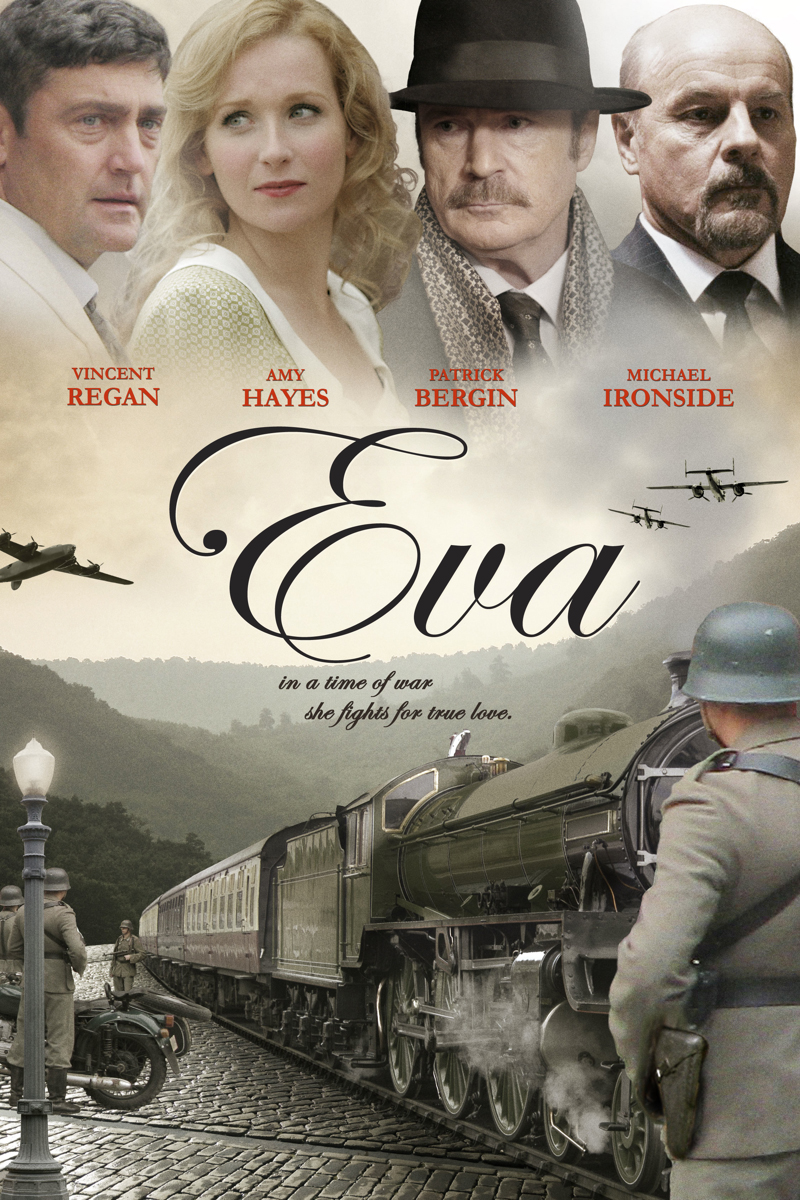 VINCENT
REGAN
AMY
HAYES
PATRICK
BERGIN
MICHAEL
IRONSIDE
Eva
in a time of war
she fights for true love.